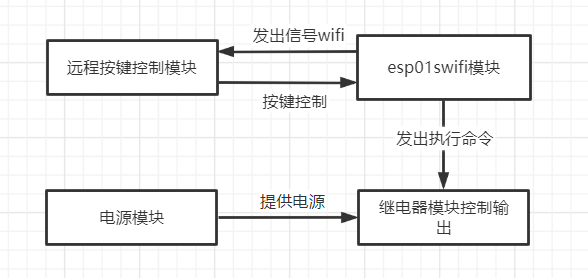 发出信号wifi
远程按键控制模块
esp01swifi模块
按键控制
发出执行命令
电源模块
提供电源
继电器模块控制输
出